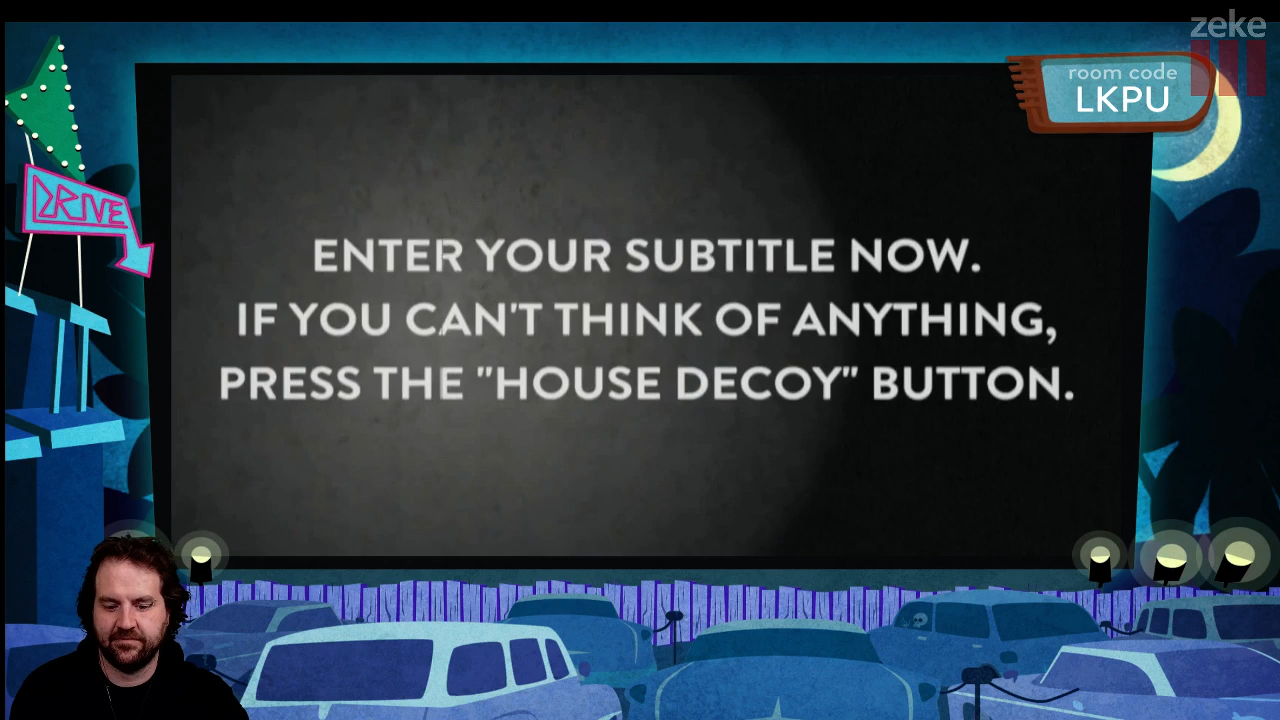 zeke
room code
LKPU
DRIVE
ENTER YOUR SUBTITLE NOW.
IF YOU CAN'T THINK OF ANYTHING,
PRESS THE "HOUSE DECOY" BUTTON.